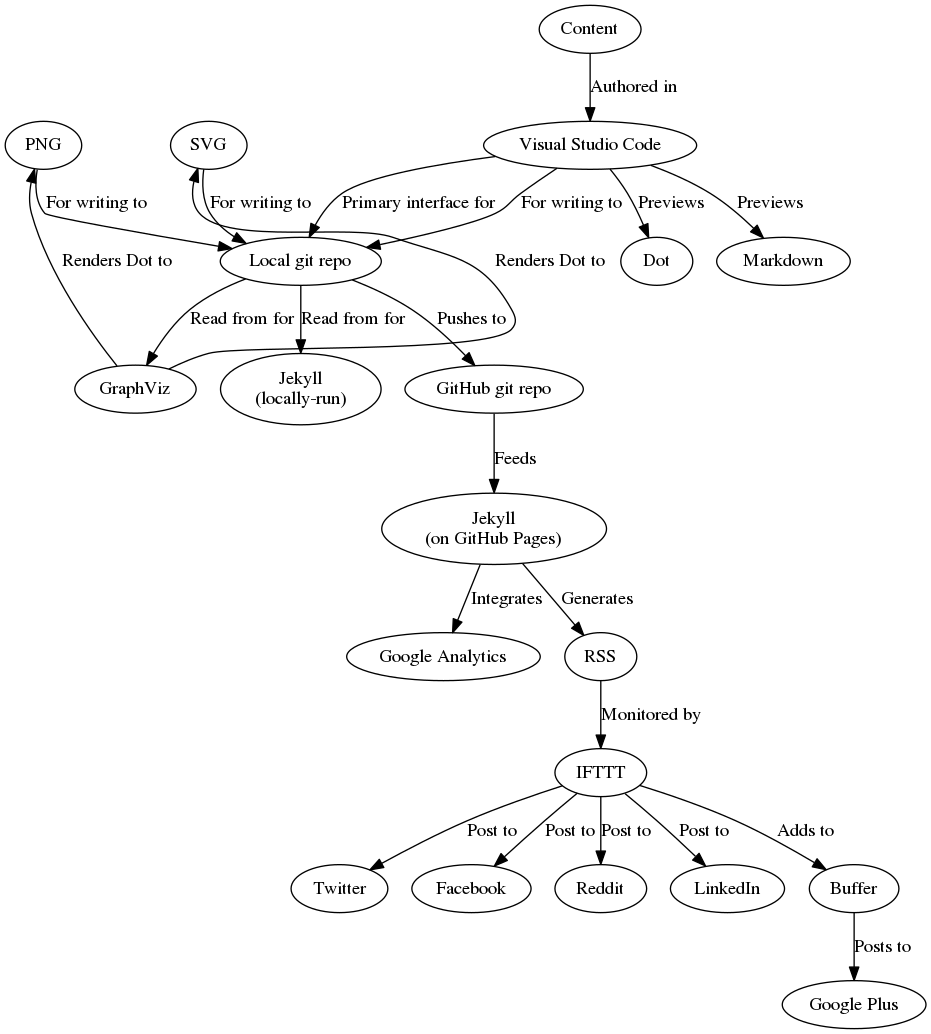 Content
Authored in
PNG
SVG
Visual Studio Code
For writing to
For writing to
Primary interface for
For writing to
Previews
Previews
Renders Dot to
Local git repo
Renders Dot to
Dot
Markdown
Read from for
Read from for
Pushes to
GraphViz
Jekyll
(locally-run)
GitHub git repo
Feeds
Jekyll
(on GitHub Pages)
Integrates
Generates
Google Analytics
RSS
Monitored by
IFTTT
Post to
Post to
Post to
Post to
Adds to
Twitter
Facebook
Reddit
LinkedIn
Buffer
Posts to
Google Plus